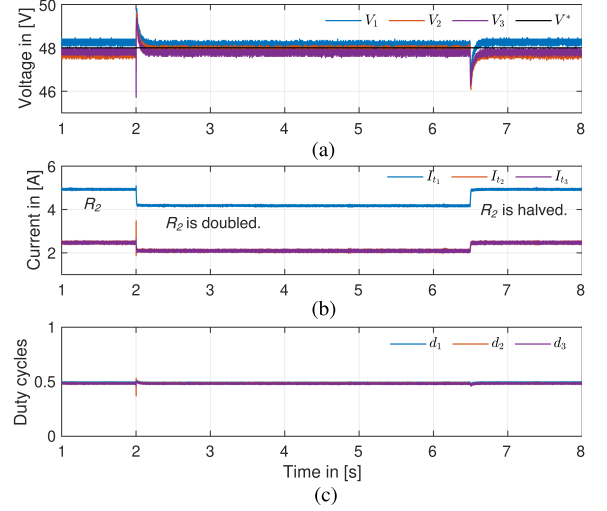 50
V1 V2 V3 V*
48
46
Voltage in [V]
1 2 3 4 5 6 7 8
(a)
6
It1 It2 It3
4
R2
R2 is doubled.
R2 is halved.
2
Current in [A]
1 2 3 4 5 6 7 8
(b)
1
d1 d2 d3
0.5
0
Duty cycles
1 2 3 4 5 6 7 8
Time in [s]
(c)